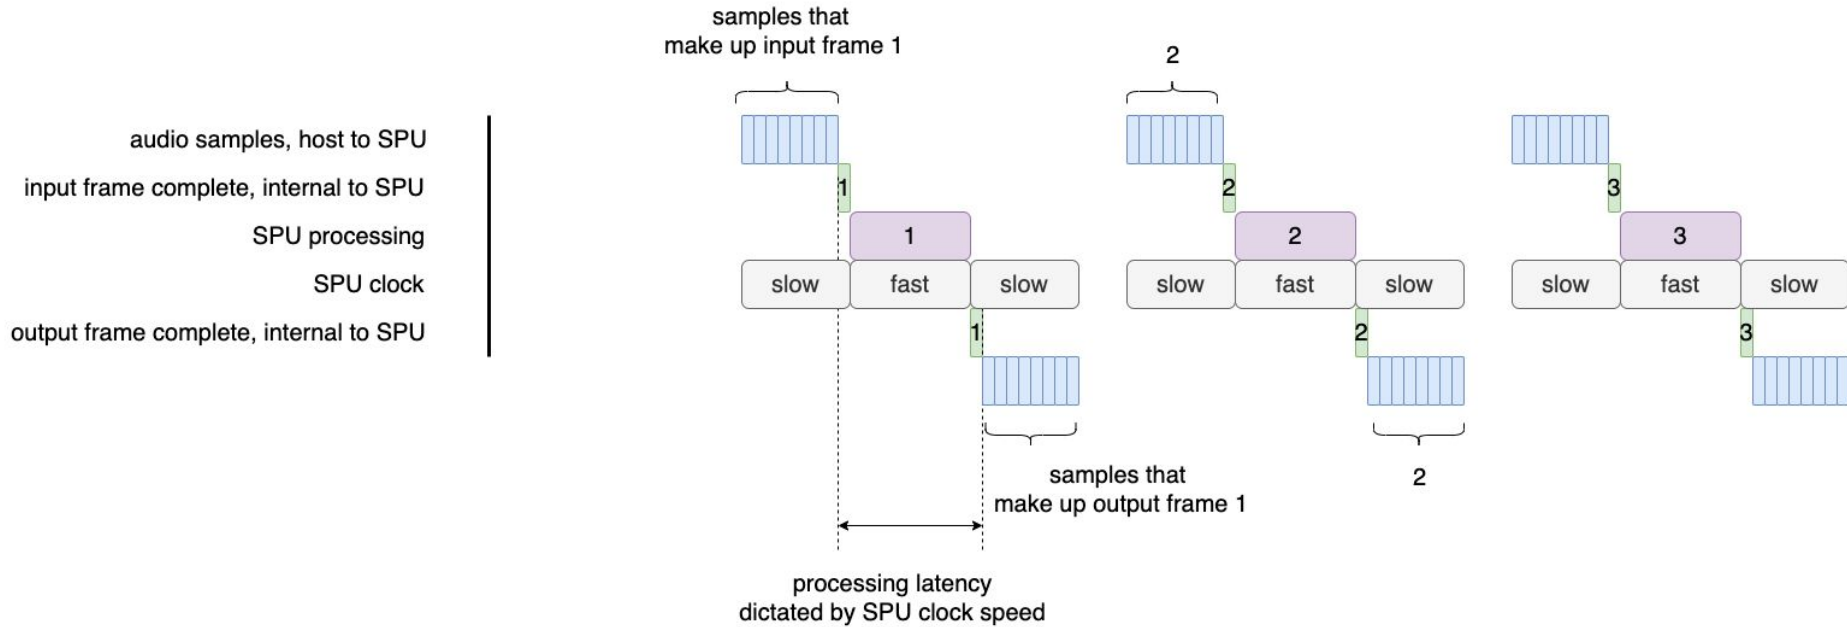 samples that
make up input frame 1
2
audio samples, host to SPU
input frame complete, internal to SPU
1
2
3
SPU processing
1
2
3
SPU clock
slow
fast
slow
slow
fast
slow
slow
fast
slow
output frame complete, internal to SPU
1
2
3
samples that
make up output frame 1
2
processing latency
dictated by SPU clock speed